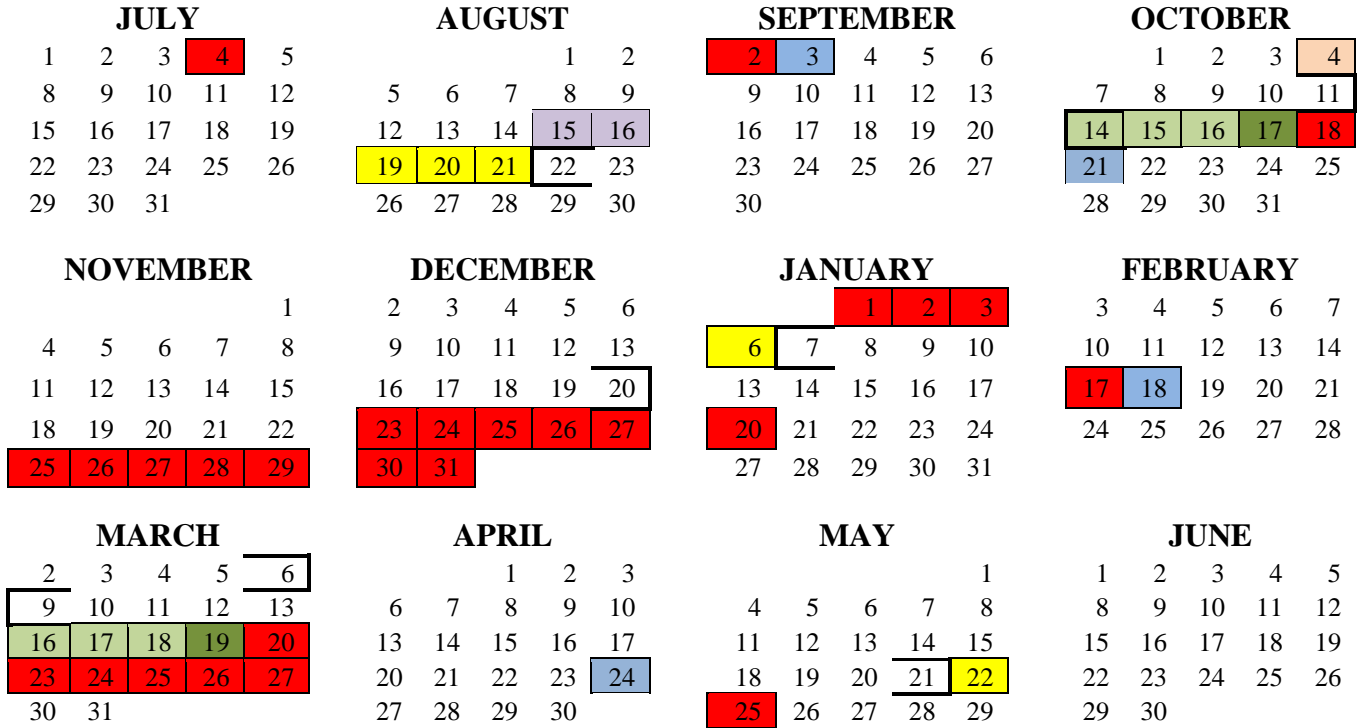 JULY AUGUST SEPTEMBER OCTOBER
1 2 3 4 5 1 2 2 3 4 5 6 1 2 3 4
8 9 10 11 12 5 6 7 8 9 9 10 11 12 13 7 8 9 10 11
15 16 17 18 19 12 13 14 15 16 16 17 18 19 20 14 15 16 17 18
22 23 24 25 26 19 20 21 22 23 23 24 25 26 27 21 22 23 24 25
29 30 31 26 27 28 29 30 30 28 29 30 31
NOVEMBER DECEMBER JANUARY FEBRUARY
1 2 3 4 5 6 1 2 3 3 4 5 6 7
4 5 6 7 8 9 10 11 12 13 6 7 8 9 10 10 11 12 13 14
11 12 13 14 15 16 17 18 19 20 13 14 15 16 17 17 18 19 20 21
18 19 20 21 22 23 24 25 26 27 20 21 22 23 24 24 25 26 27 28
25 26 27 28 29 30 31 27 28 29 30 31
MARCH APRIL MAY JUNE
2 3 4 5 6 1 2 3 1 1 2 3 4 5
9 10 11 12 13 6 7 8 9 10 4 5 6 7 8 8 9 10 11 12
16 17 18 19 20 13 14 15 16 17 11 12 13 14 15 15 16 17 18 19
23 24 25 26 27 20 21 22 23 24 18 19 20 21 22 22 23 24 25 26
30 31 27 28 29 30 25 26 27 28 29 29 30